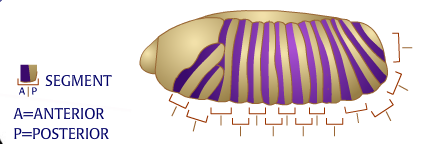 SEGMENT
A|P
A=ANTERIOR
P=POSTERIOR